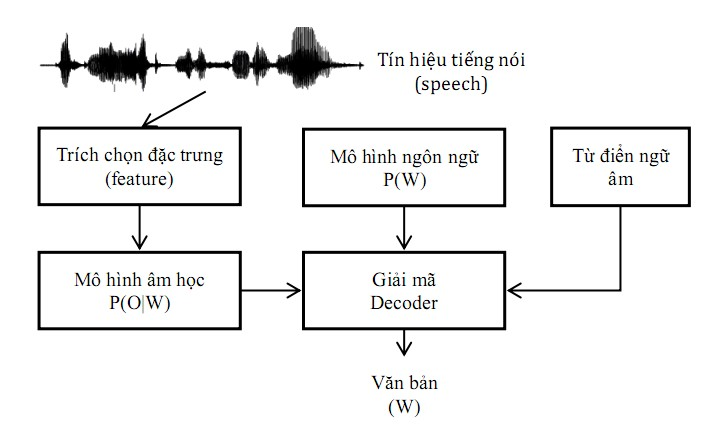 Tín hiệu tiếng nói
(speech)
Trích chọn đặc trưng
(feature)
Mô hình ngôn ngữ
P(W)
Từ điển ngữ
âm
Mô hình âm học
P(O|W)
Giải mã
Decoder
Văn bản
(W)